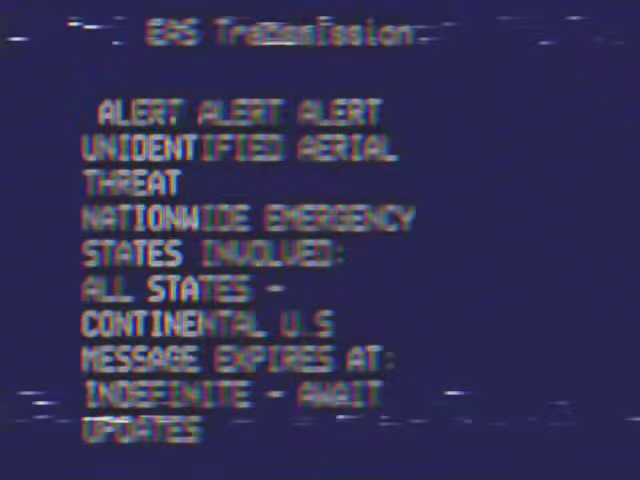 EAS Transmission
ALERT ALERT ALERT
UNIDENTIFIED AERIAL
THREAT
NATIONWIDE EMERGENCY
STATES INVOLVED:
ALL STATES -
CONTINENTAL U.S
MESSAGE EXPIRES AT:
INDEFINITE - AWAIT
UPDATES